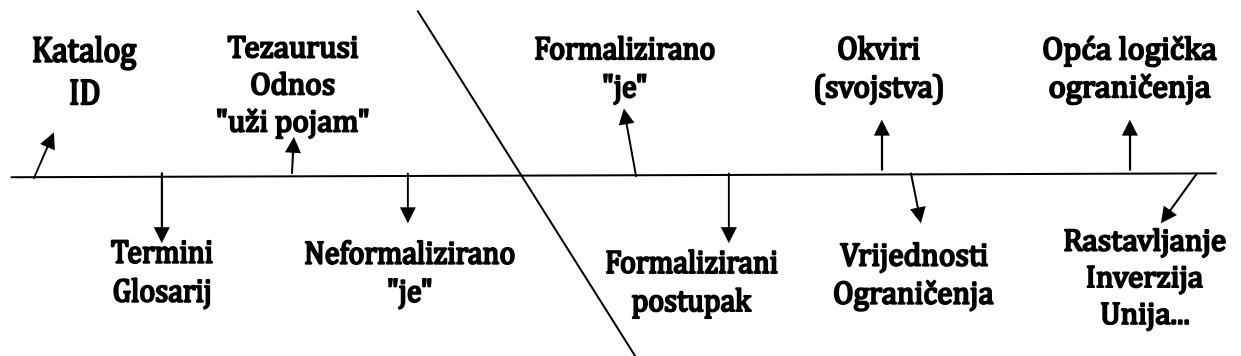 Katalog
ID
Tezaurusi
Odnos
"uži pojam"
Formalizirano
"je"
Okviri
(svojstva)
Opća logička
ograničenja
Termini
Glosarij
Neformalizirano
"je"
Formalizirani
postupak
Vrijednosti
Ograničenja
Rastavljanje
Inverzija
Unija...